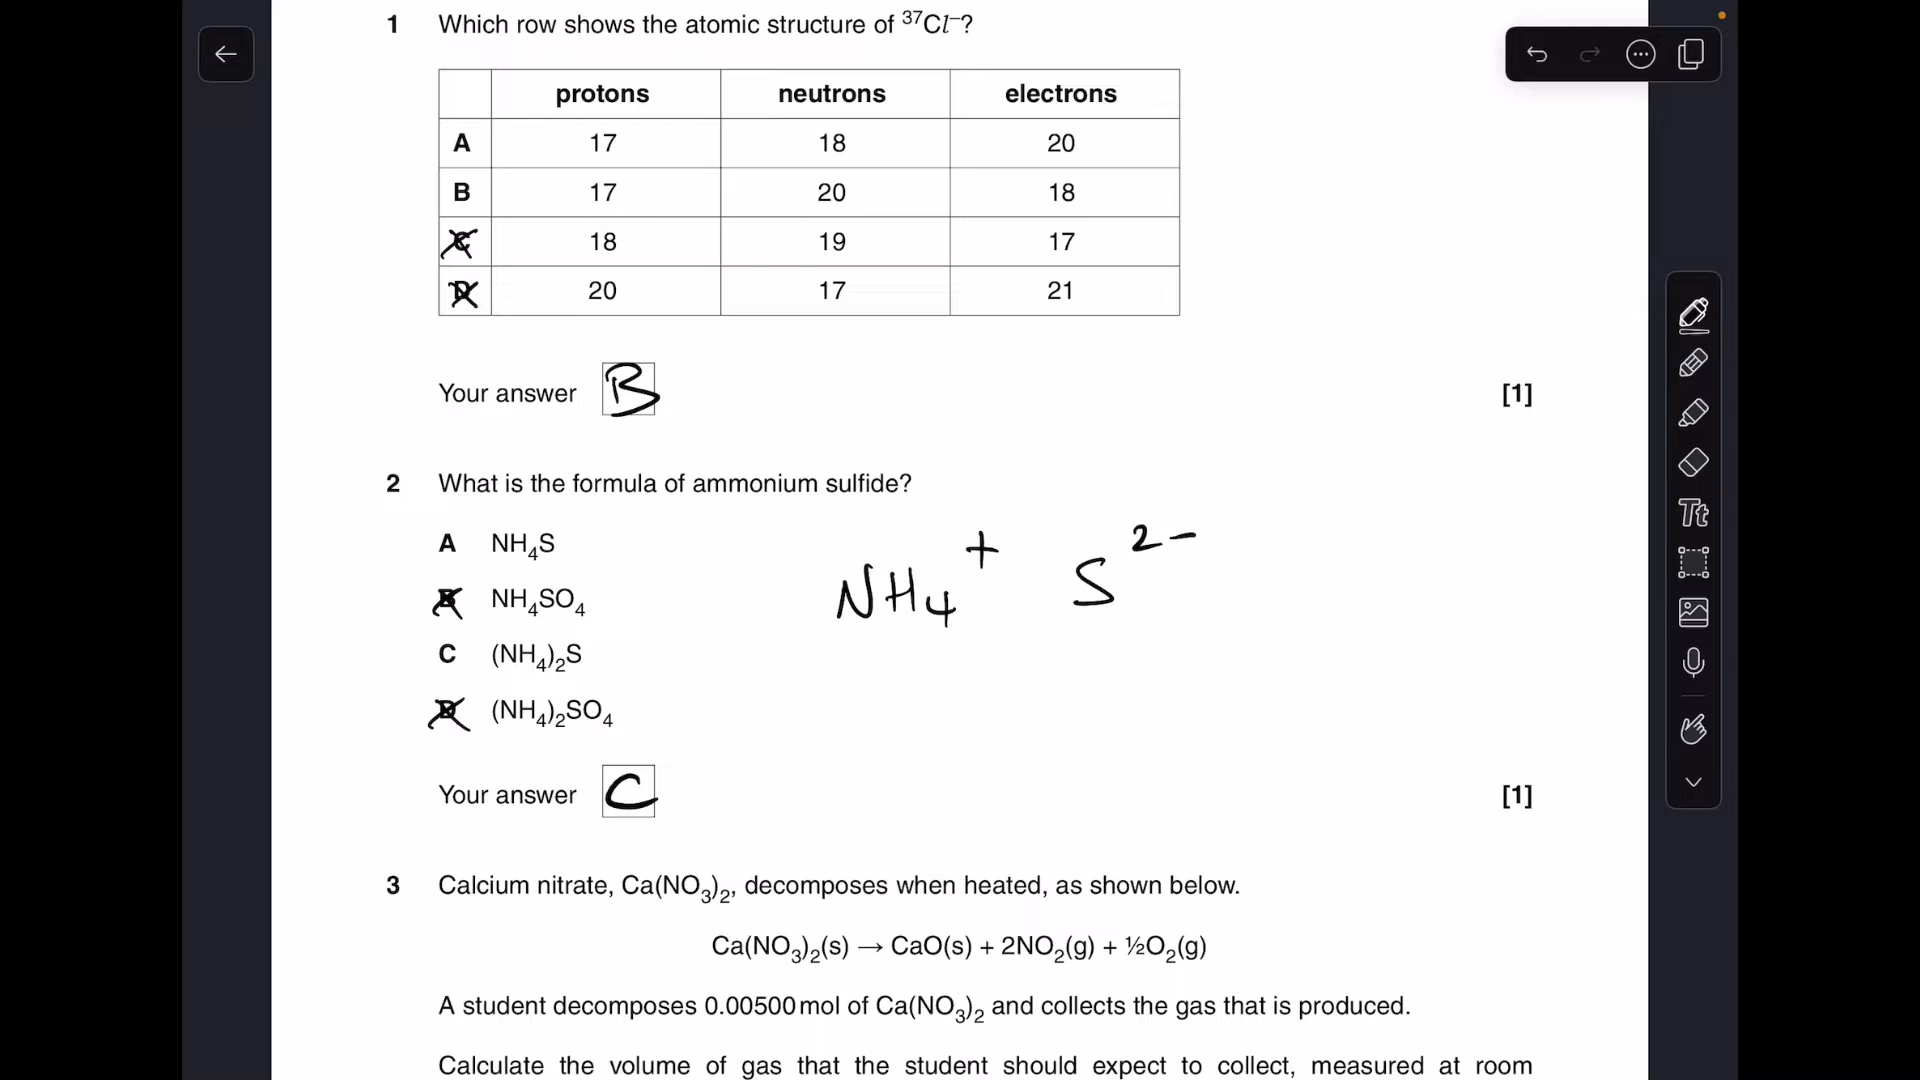 1 Which row shows the atomic structure of ³⁷Cl⁻?
protons neutrons electrons
A 17 18 20
B 17 20 18
C 18 19 17
D 20 17 21
Your answer B [1]
2 What is the formula of ammonium sulfide?
A NH₄S
NH₄⁺ S²⁻
B NH₄SO₄
C (NH₄)₂S
D (NH₄)₂SO₄
Your answer C [1]
3 Calcium nitrate, Ca(NO₃)₂, decomposes when heated, as shown below.
Ca(NO₃)₂(s) → CaO(s) + 2NO₂(g) + ½O₂(g)
A student decomposes 0.00500 mol of Ca(NO₃)₂ and collects the gas that is produced.
Calculate the volume of gas that the student should expect to collect, measured at room
Tt